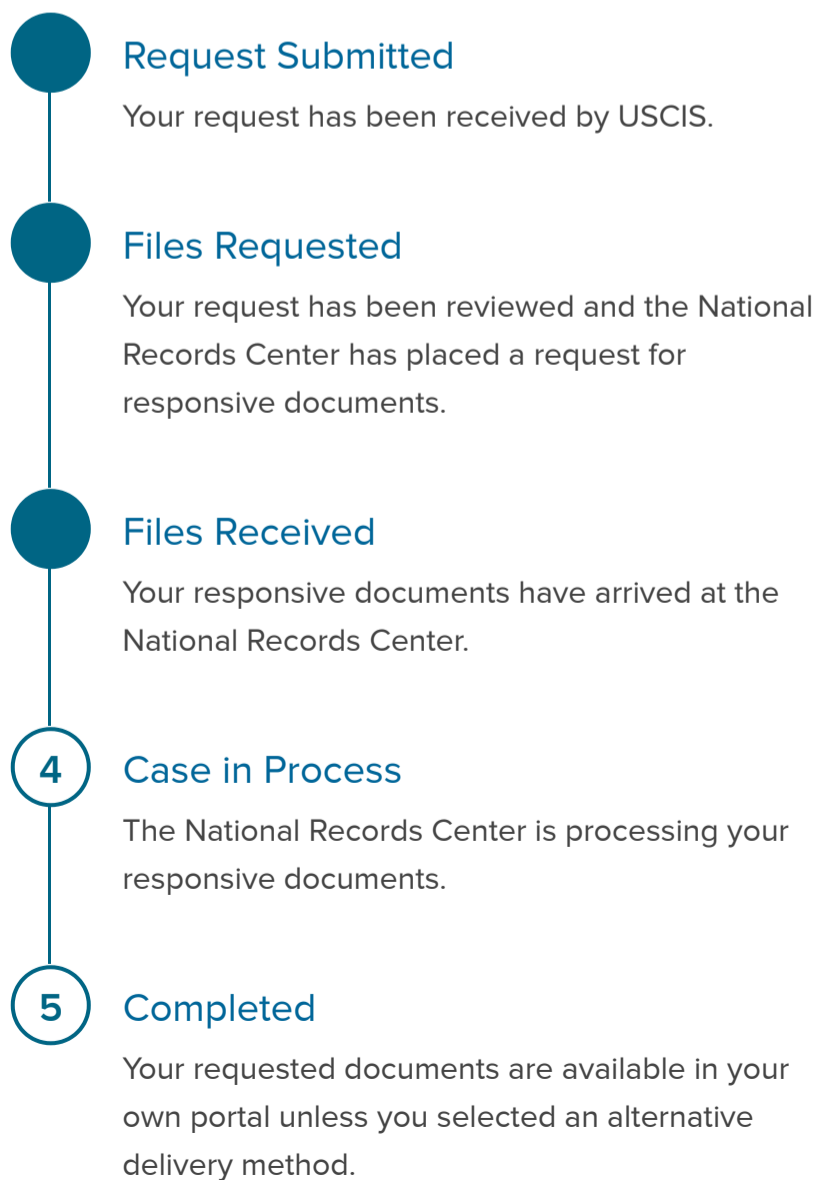 Request Submitted
Your request has been received by USCIS.
Files Requested
Your request has been reviewed and the National
Records Center has placed a request for
responsive documents.
Files Received
Your responsive documents have arrived at the
National Records Center.
4
Case in Process
The National Records Center is processing your
responsive documents.
5
Completed
Your requested documents are available in your
own portal unless you selected an alternative
delivery method.